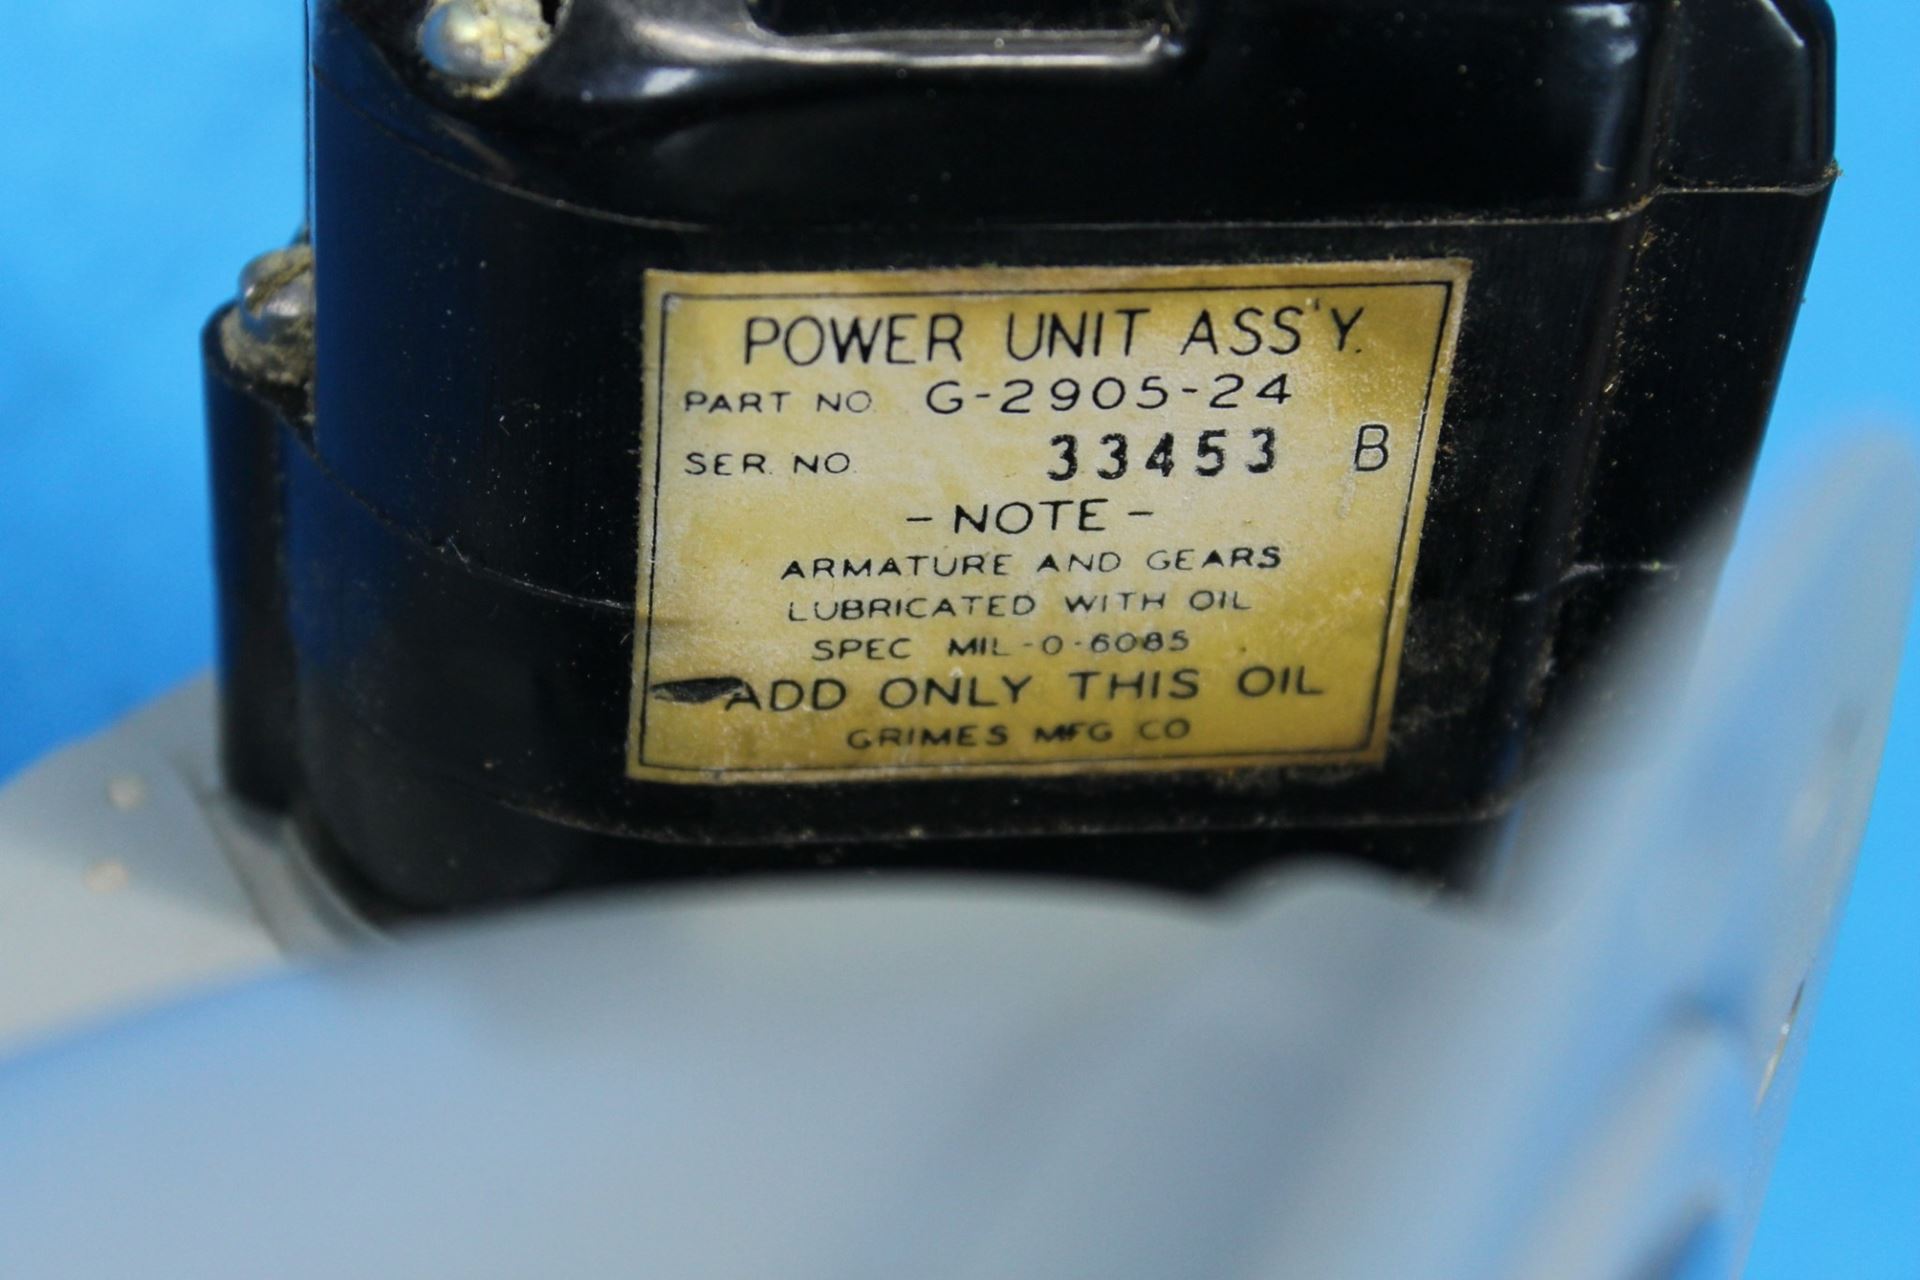 POWER UNIT ASS'Y.
PART NO. G-2905-24
SER. NO. 33453 B
- NOTE -
ARMATURE AND GEARS
LUBRICATED WITH OIL
SPEC MIL-O-6085
ADD ONLY THIS OIL
GRIMES MFG CO